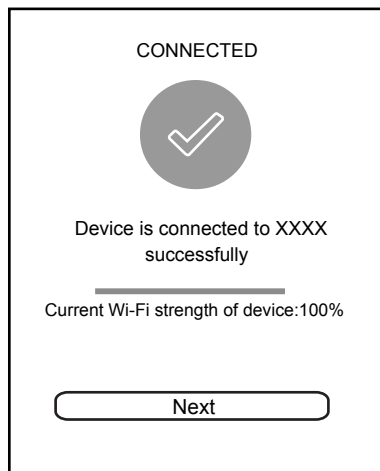 CONNECTED
Device is connected to XXXX
successfully
Current Wi-Fi strength of device:100%
Next